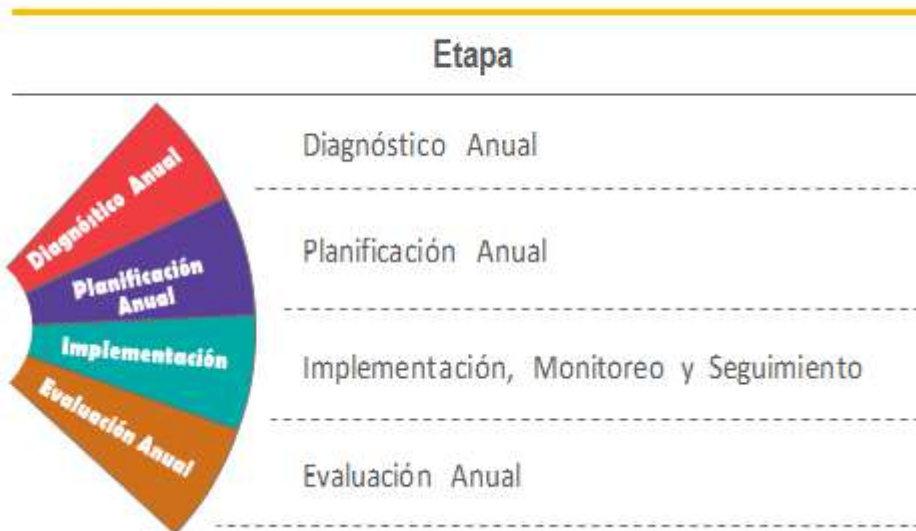 Etapa
Diagnóstico Anual
Diagnóstico Anual
Planificación
Anual
Planificación Anual
Implementación
Implementación, Monitoreo y Seguimiento
Evaluación Anual
Evaluación Anual